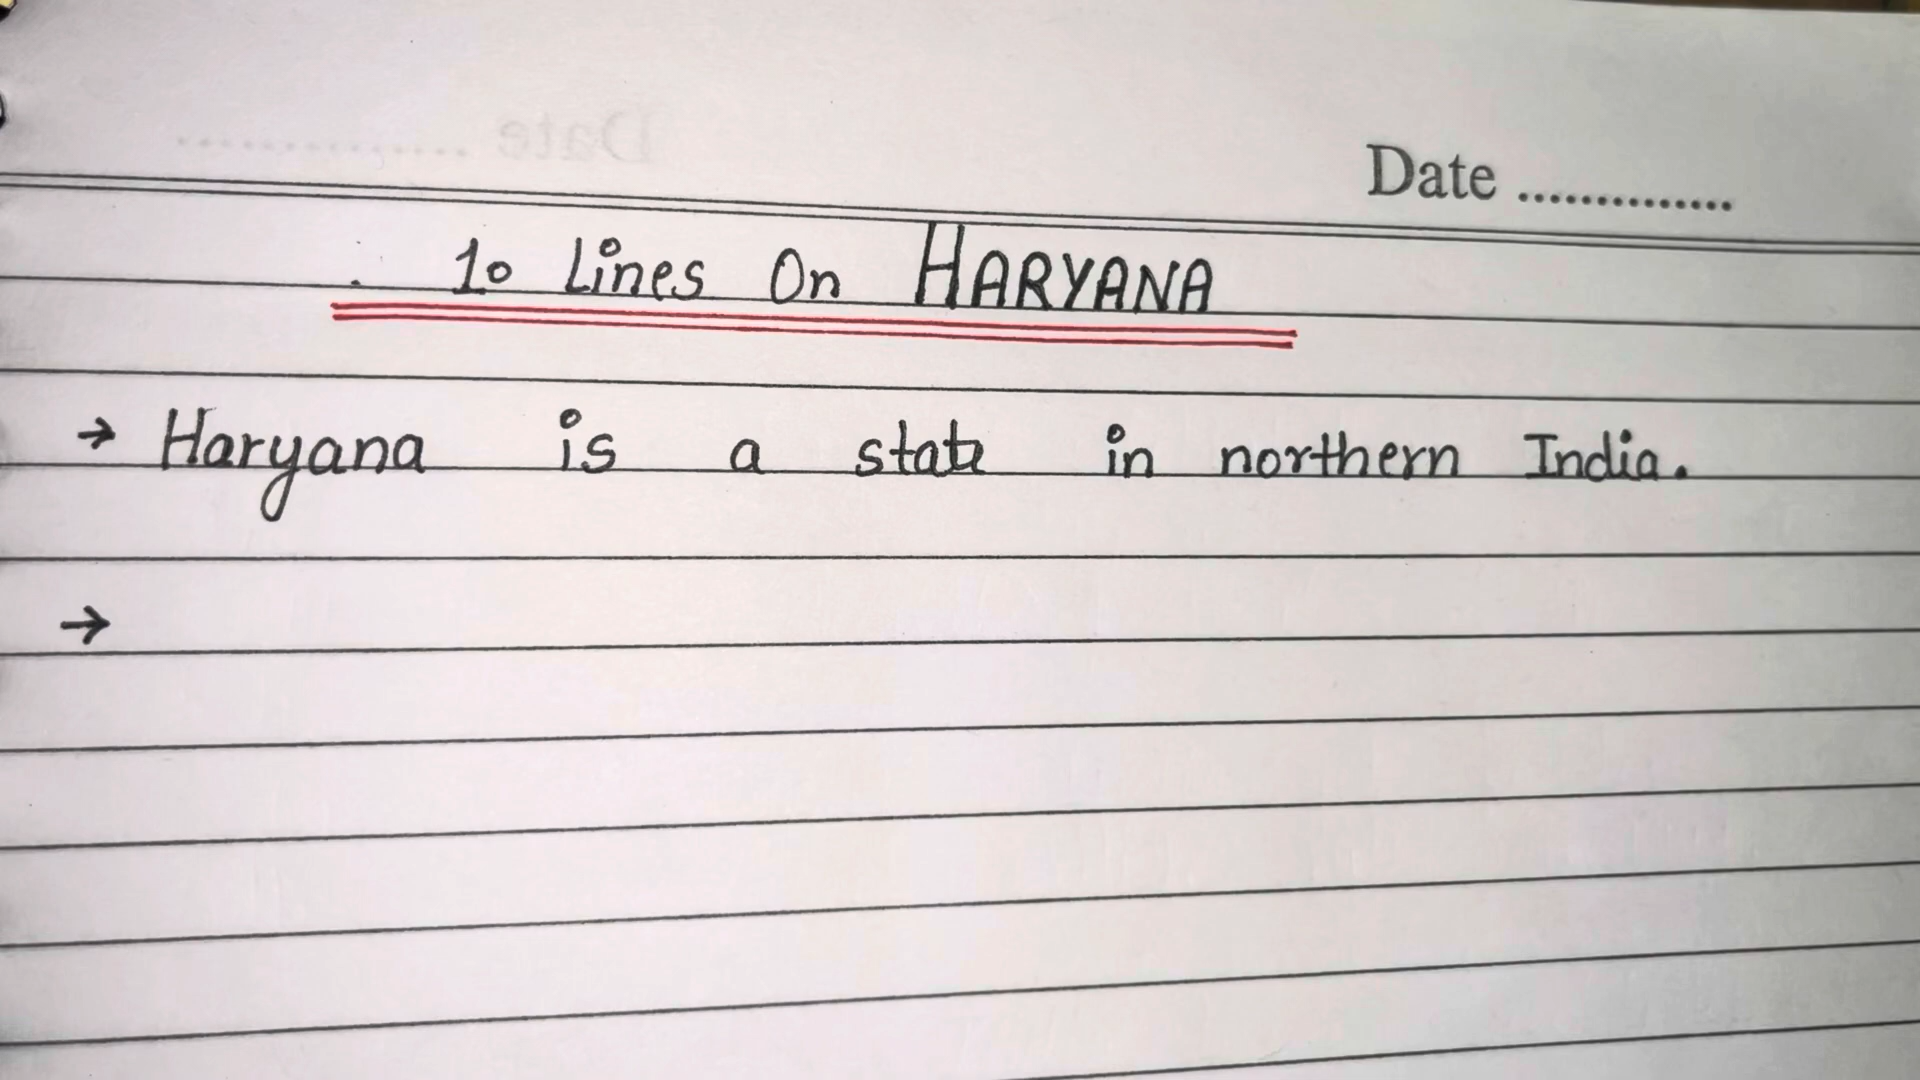 Date ..............
10 Lines On HARYANA
→ Haryana is a state in northern India.
→